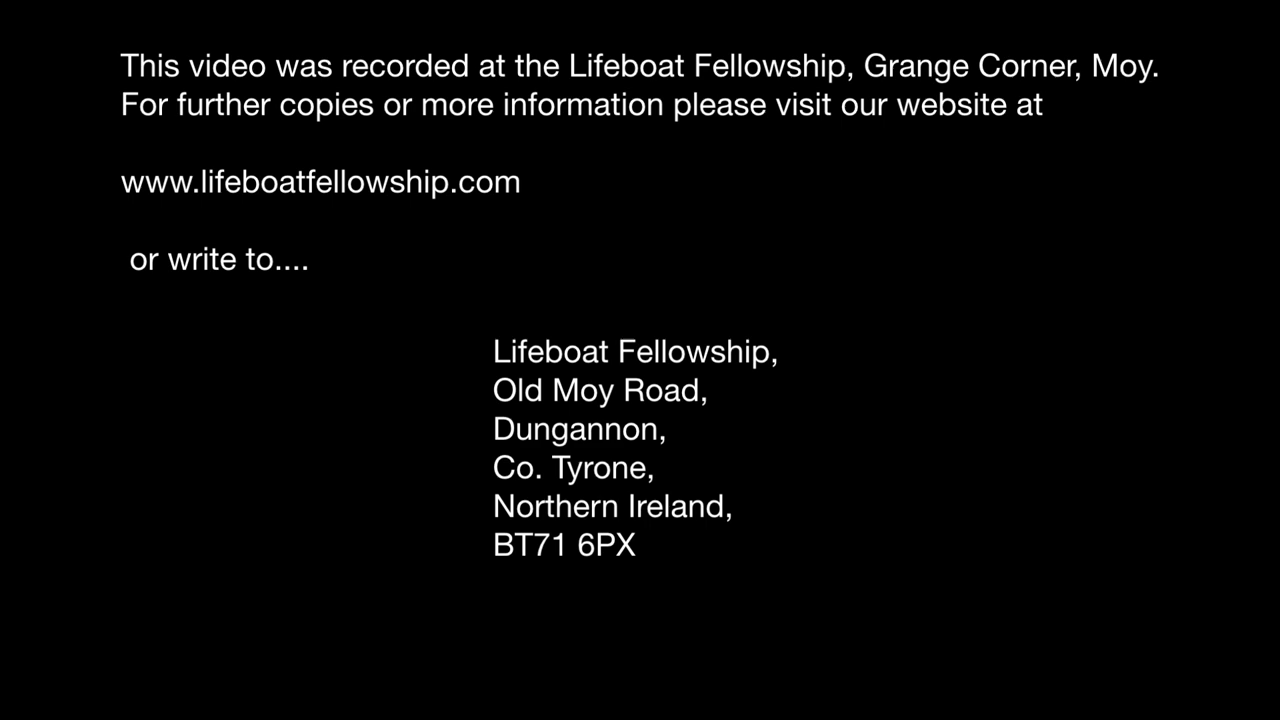 This video was recorded at the Lifeboat Fellowship, Grange Corner, Moy.
For further copies or more information please visit our website at
www.lifeboatfellowship.com
or write to....
Lifeboat Fellowship,
Old Moy Road,
Dungannon,
Co. Tyrone,
Northern Ireland,
BT71 6PX